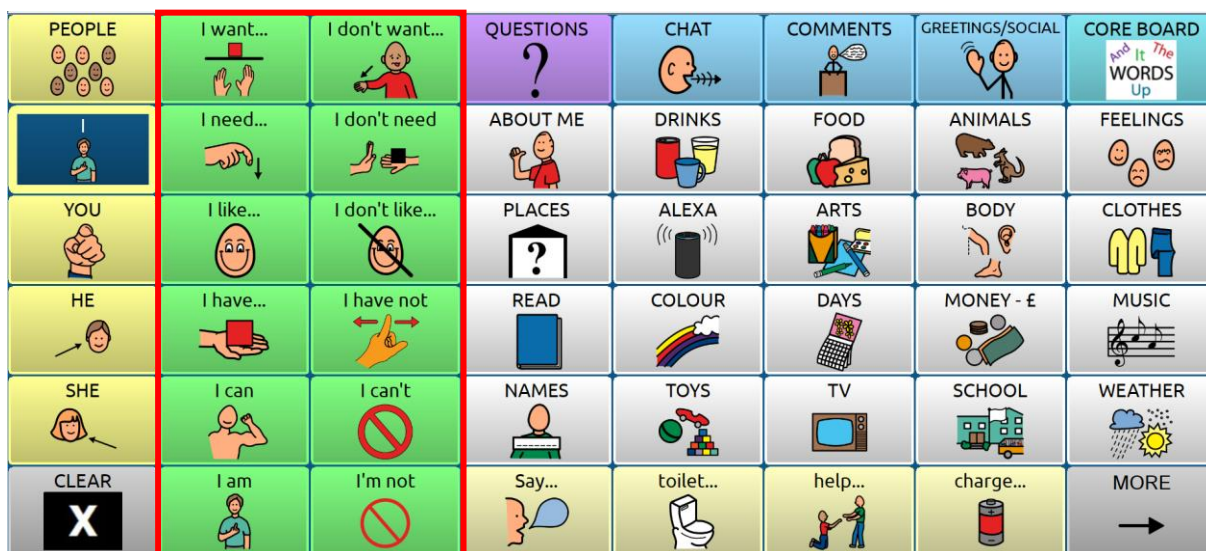 PEOPLE I want... I don't want... QUESTIONS CHAT COMMENTS GREETINGS/SOCIAL CORE BOARD
?
And It The
WORDS
Up
I I need... I don't need ABOUT ME DRINKS FOOD ANIMALS FEELINGS
YOU I like... I don't like... PLACES ALEXA ARTS BODY CLOTHES
?
HE I have... I have not READ COLOUR DAYS MONEY - £ MUSIC
SHE I can I can't NAMES TOYS TV SCHOOL WEATHER
CLEAR I am I'm not Say... toilet... help... charge... MORE
X